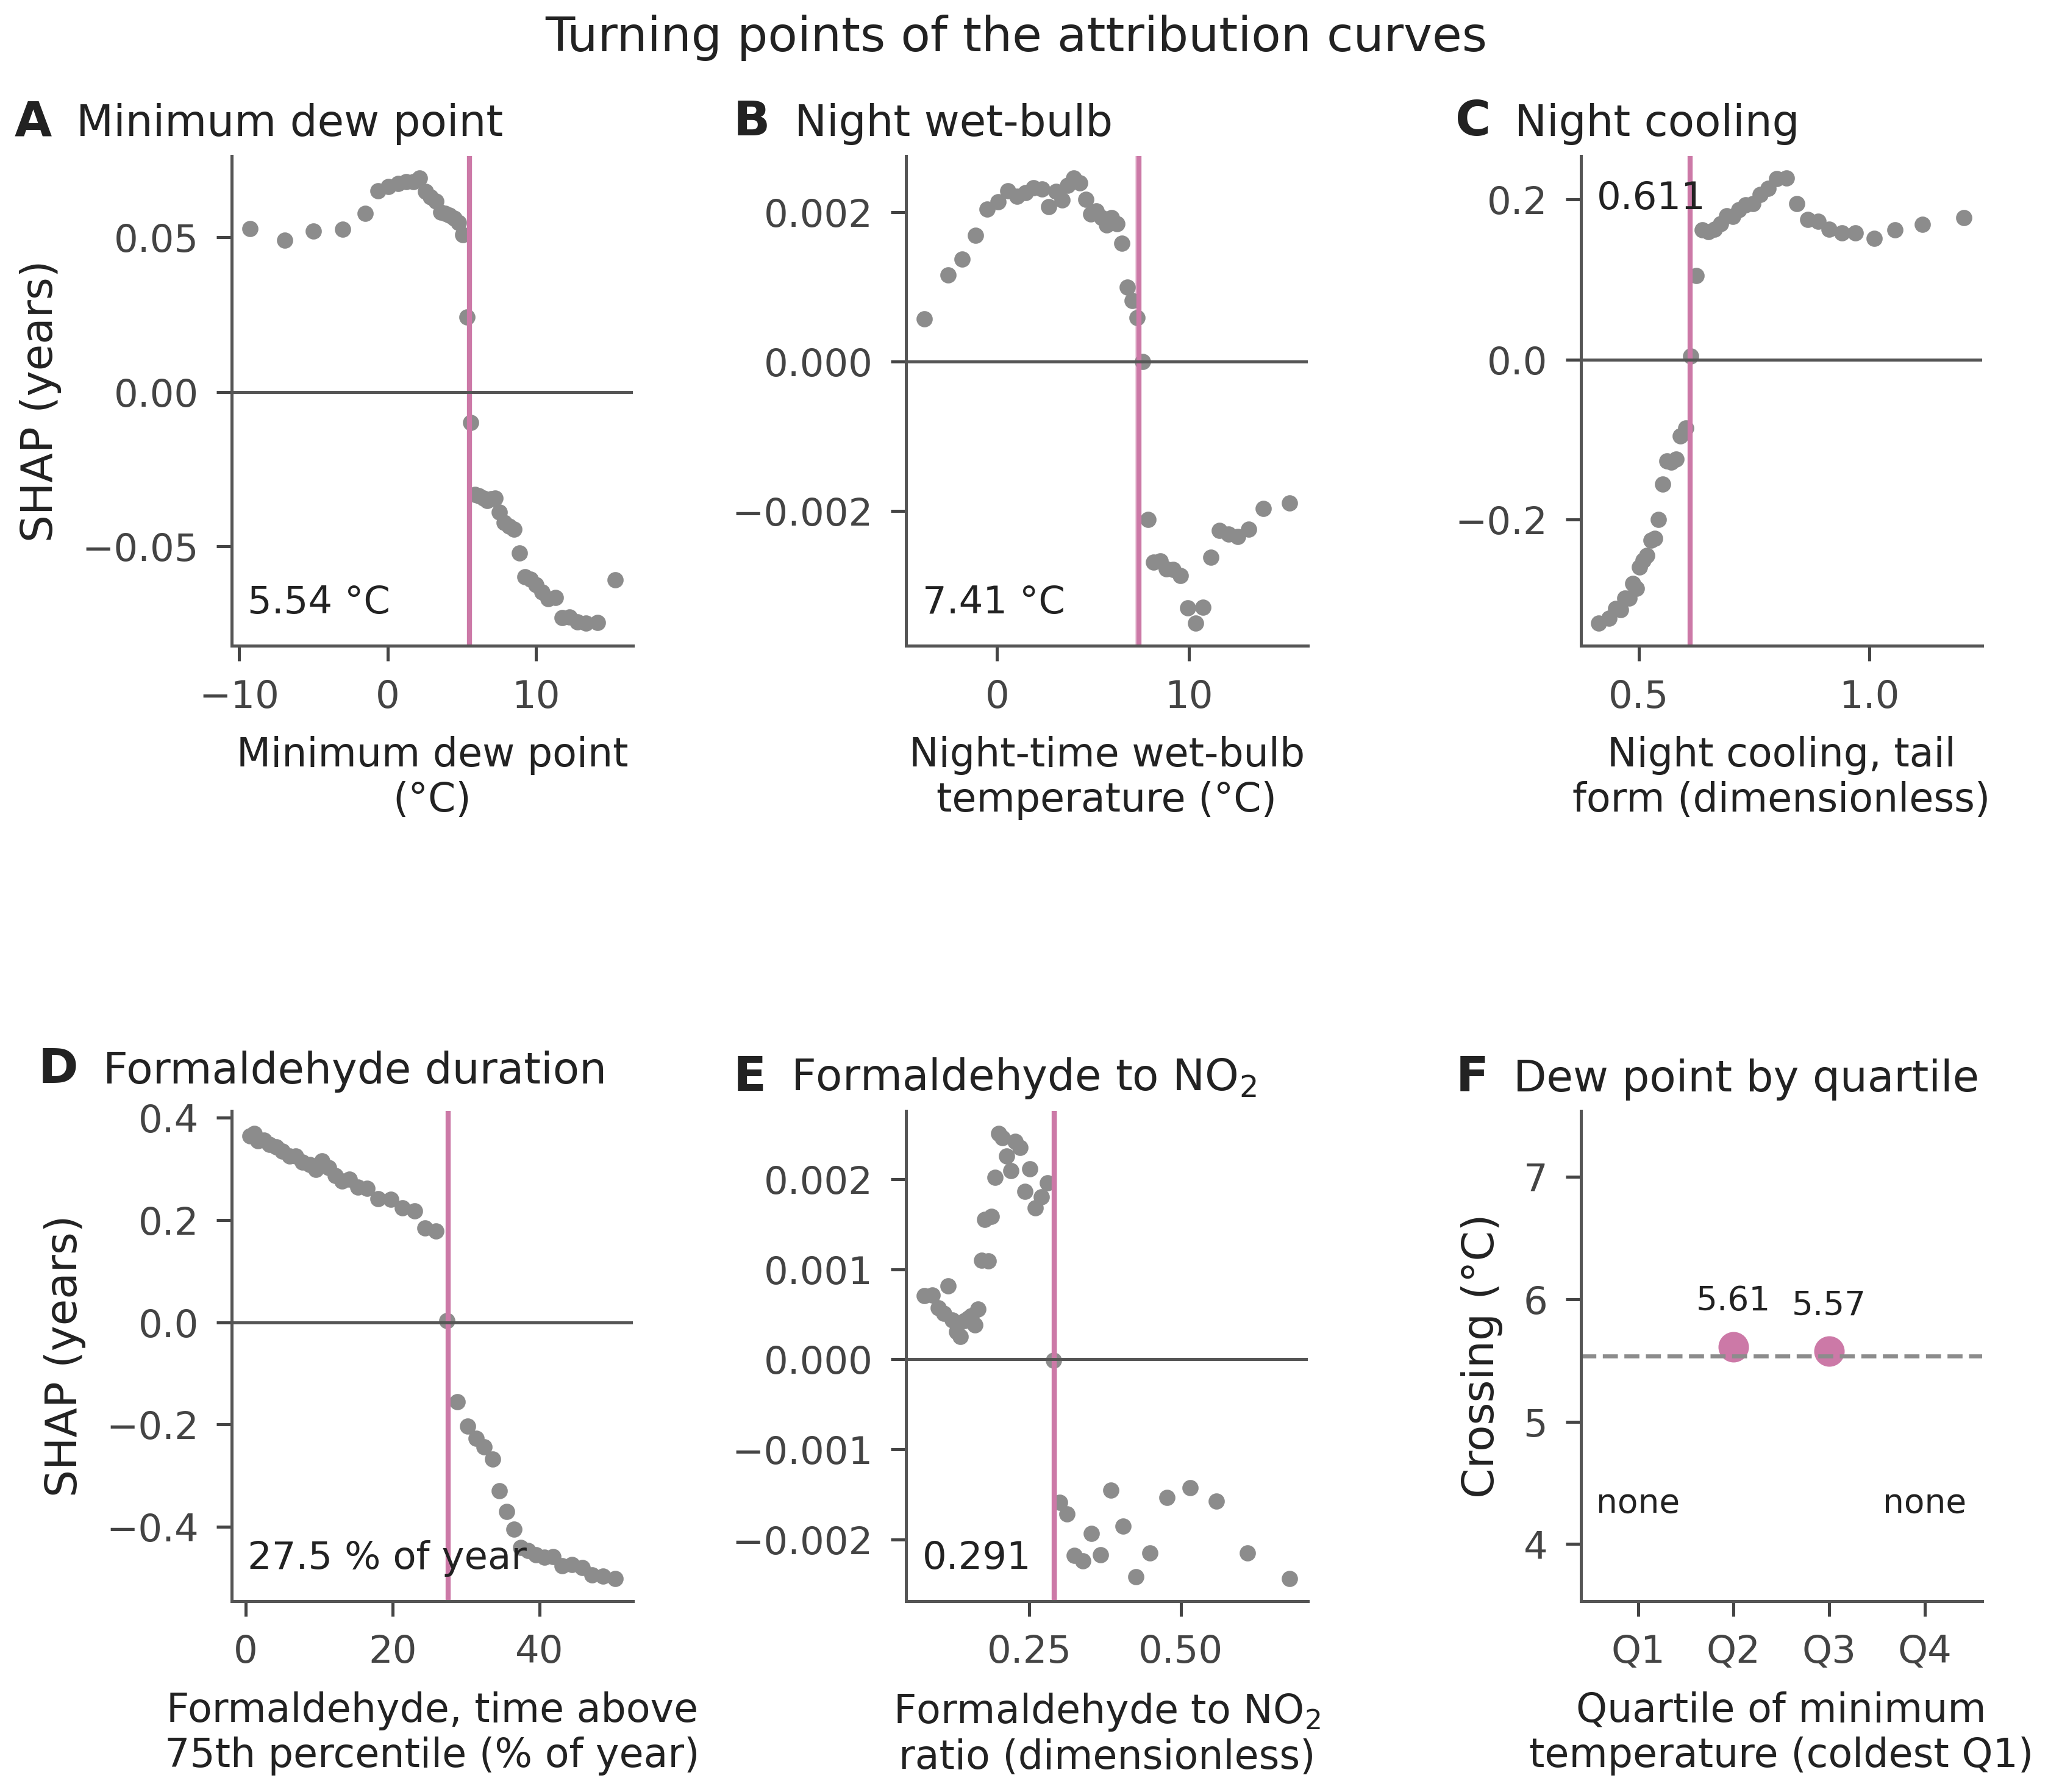 Turning points of the attribution curves
A Minimum dew point
SHAP (years)
0.05
0.00
−0.05
5.54 °C
−10 0 10
Minimum dew point
(°C)
B Night wet-bulb
0.002
0.000
−0.002
7.41 °C
0 10
Night-time wet-bulb
temperature (°C)
C Night cooling
0.2
0.0
−0.2
0.611
0.5 1.0
Night cooling, tail
form (dimensionless)
D Formaldehyde duration
SHAP (years)
0.4
0.2
0.0
−0.2
−0.4
27.5 % of year
0 20 40
Formaldehyde, time above
75th percentile (% of year)
E Formaldehyde to NO₂
0.002
0.001
0.000
−0.001
−0.002
0.291
0.25 0.50
Formaldehyde to NO₂
ratio (dimensionless)
F Dew point by quartile
Crossing (°C)
7
6
5
4
5.61 5.57
none none
Q1 Q2 Q3 Q4
Quartile of minimum
temperature (coldest Q1)